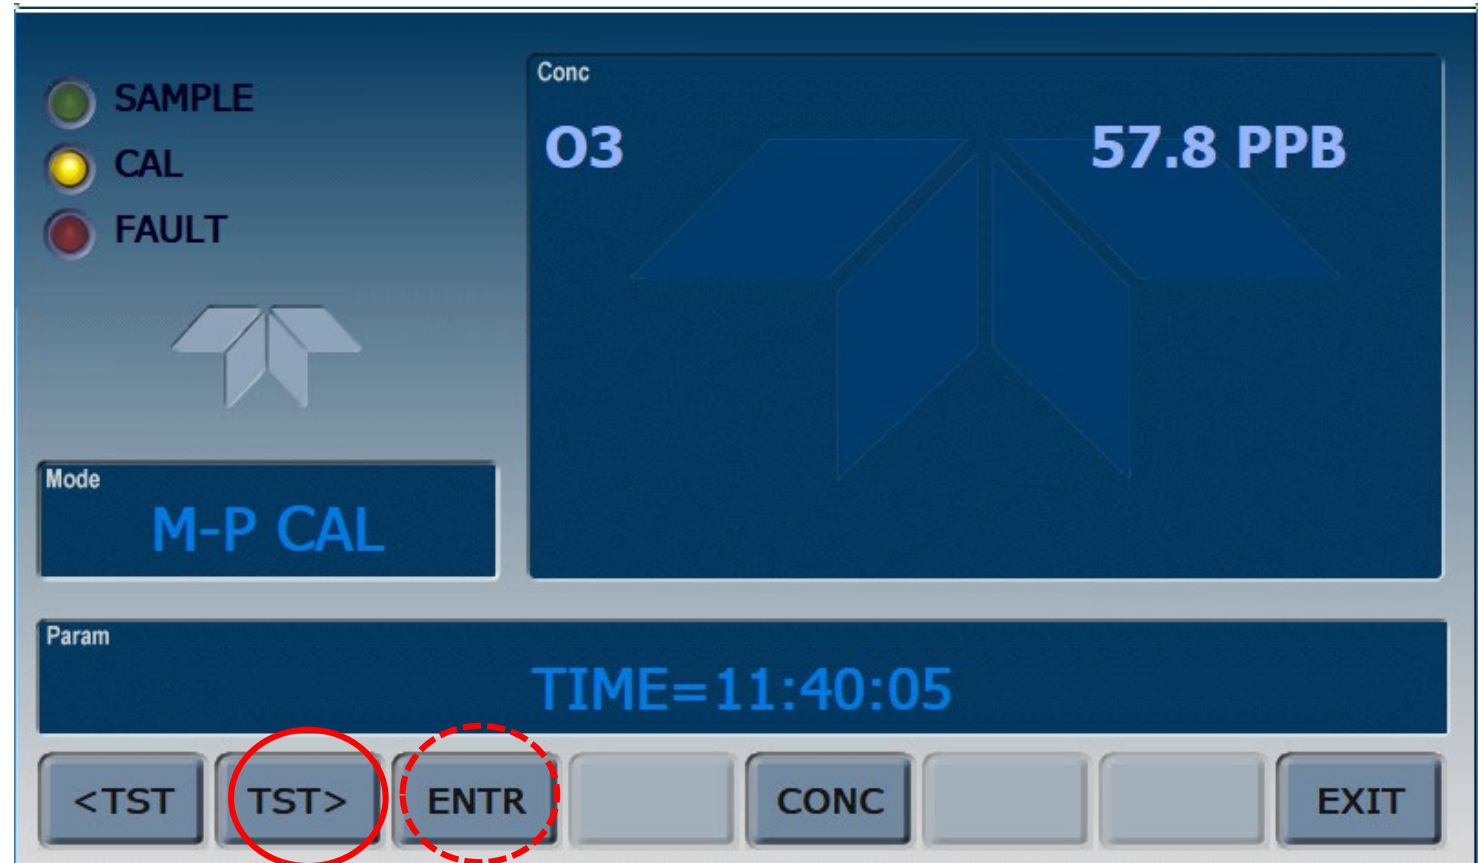 SAMPLE
CAL
FAULT
Conc
O3 57.8 PPB
Mode
M-P CAL
Param
TIME=11:40:05
<TST TST> ENTR CONC EXIT